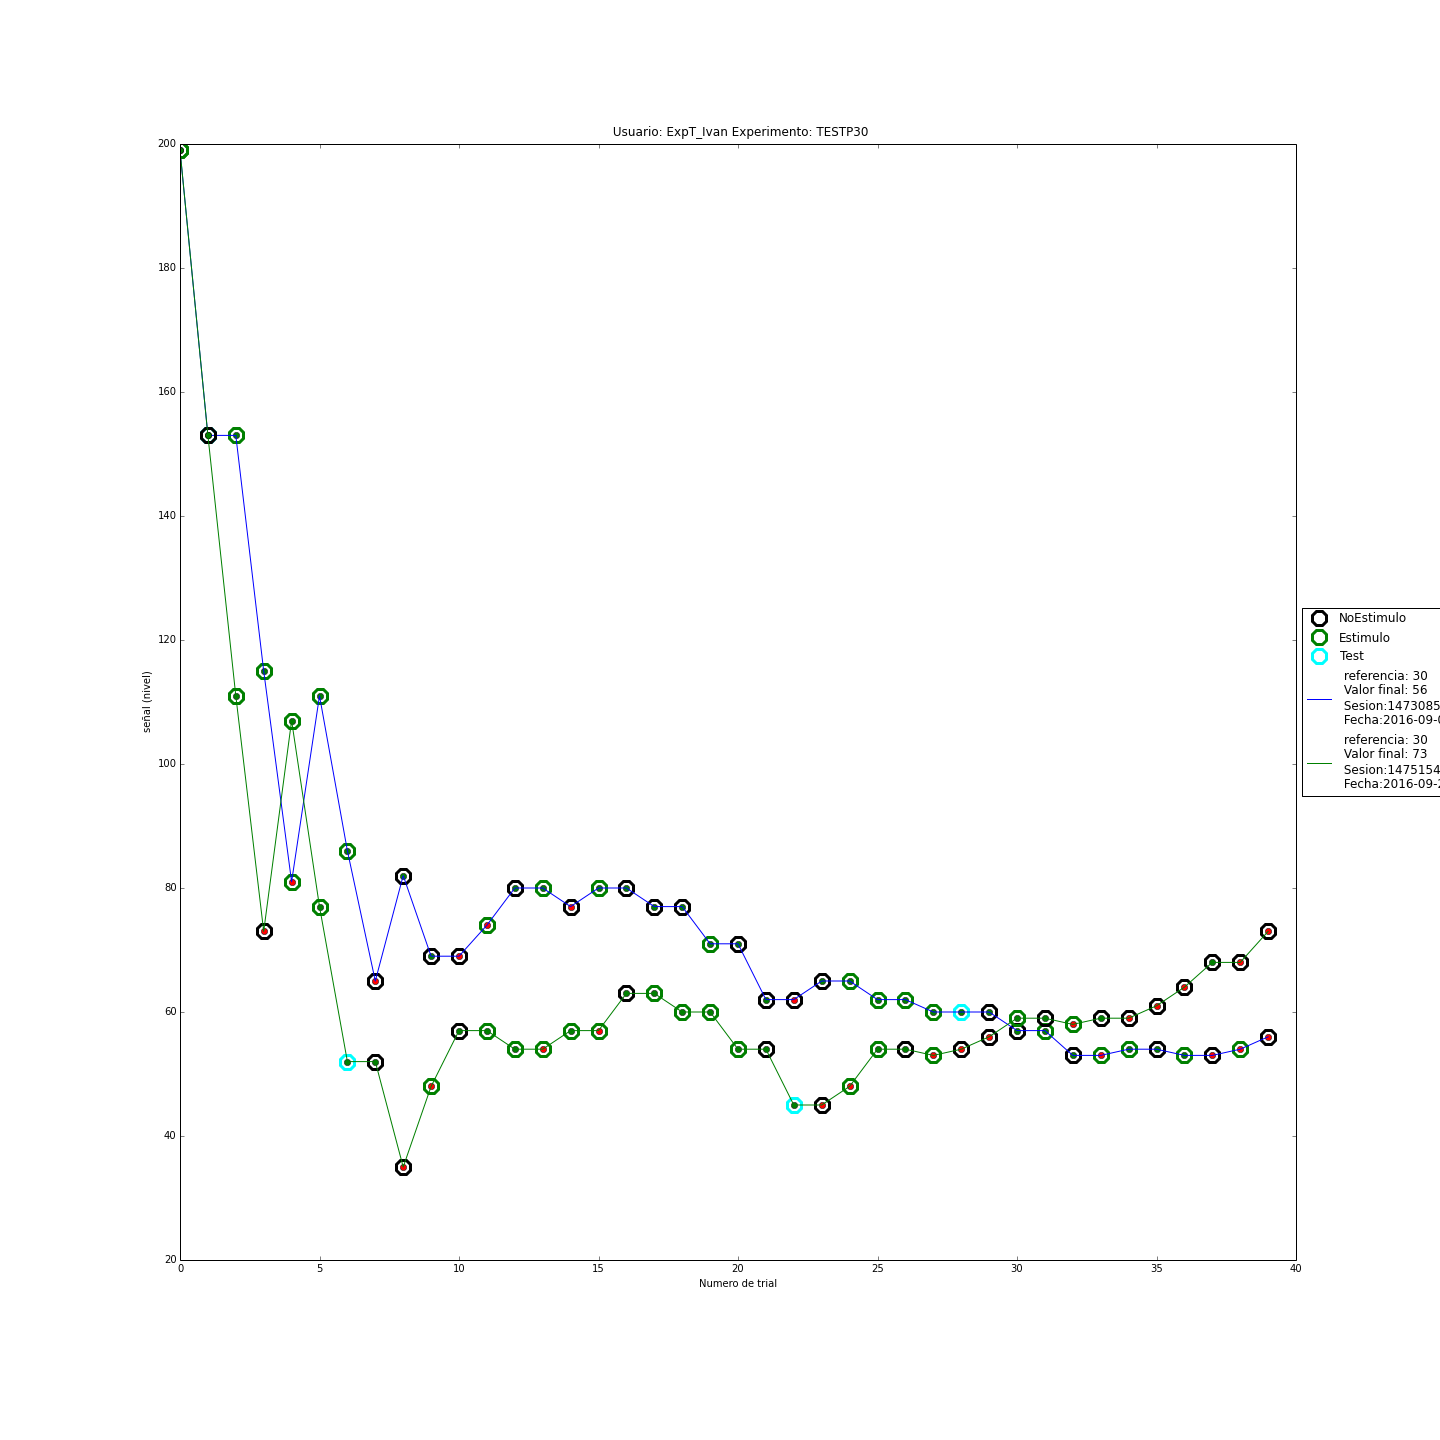 Usuario: ExpT_Ivan Experimento: TESTP30
200
180
160
140
120
100
80
60
40
20
señal (nivel)
0 5 10 15 20 25 30 35 40
Numero de trial
NoEstimulo
Estimulo
Test
referencia: 30
Valor final: 56
Sesion:1473085
Fecha:2016-09-0
referencia: 30
Valor final: 73
Sesion:1475154
Fecha:2016-09-2